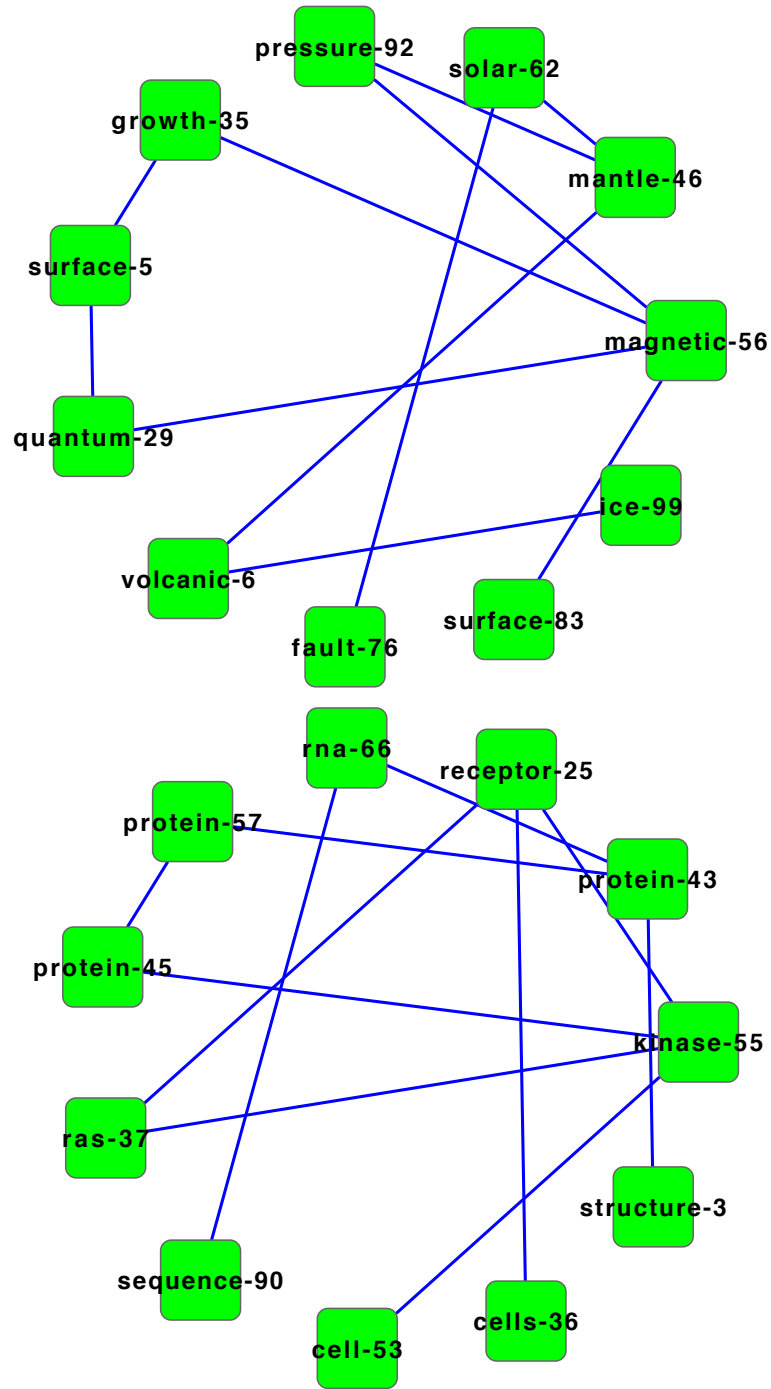 pressure-92
solar-62
growth-35
mantle-46
surface-5
magnetic-56
quantum-29
ice-99
volcanic-6
surface-83
fault-76
rna-66
receptor-25
protein-57
protein-43
protein-45
kinase-55
ras-37
structure-3
sequence-90
cells-36
cell-53